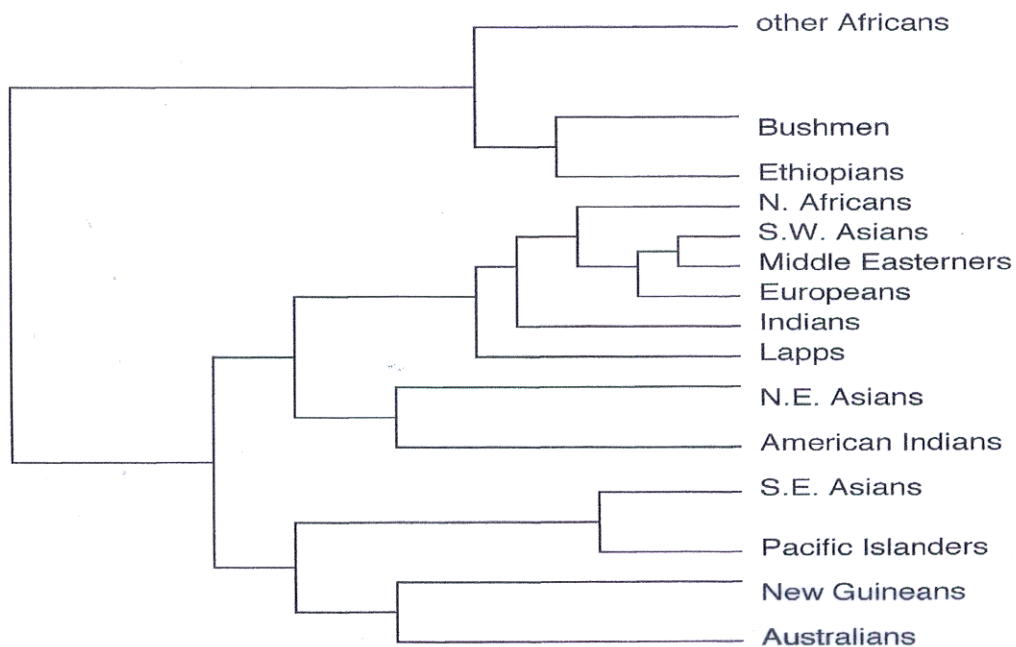 other Africans
Bushmen
Ethiopians
N. Africans
S.W. Asians
Middle Easterners
Europeans
Indians
Lapps
N.E. Asians
American Indians
S.E. Asians
Pacific Islanders
New Guineans
Australians